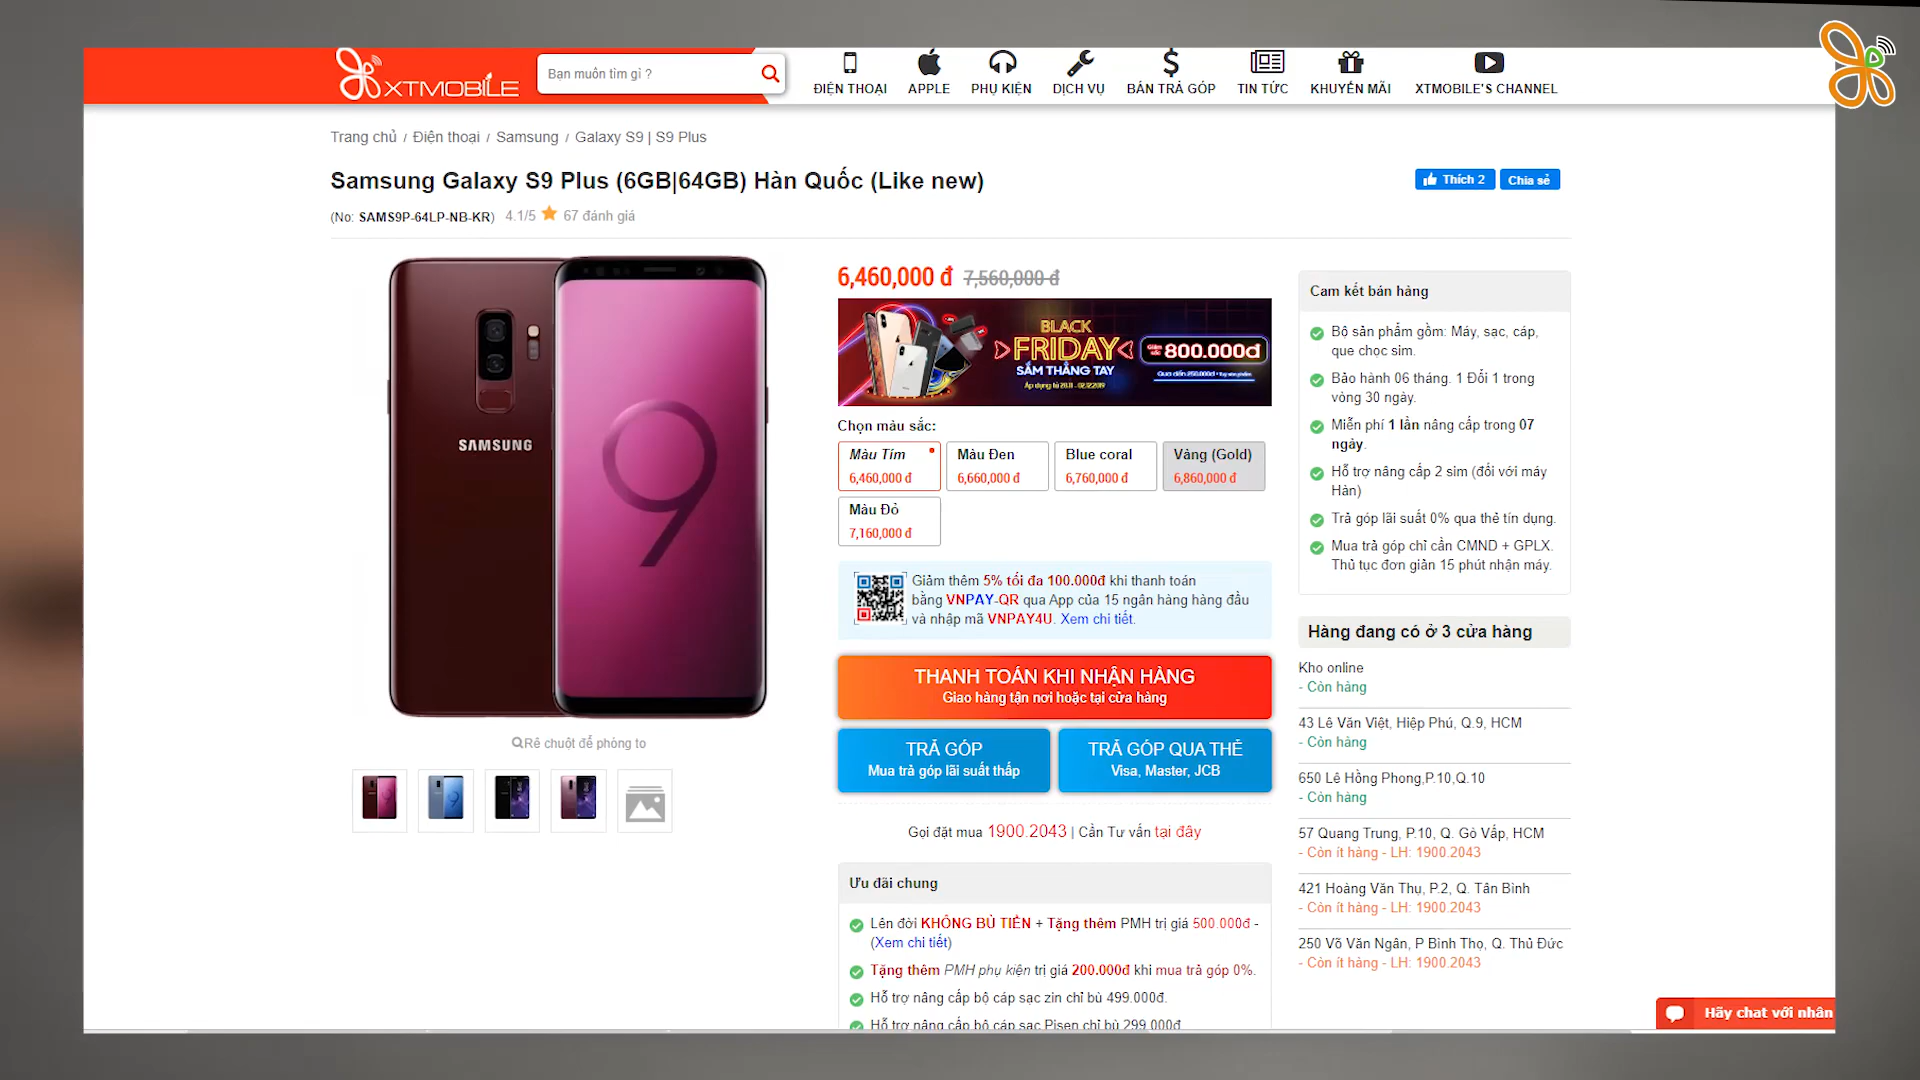 XTMOBILE
Bạn muốn tìm gì ?
ĐIỆN THOẠI
APPLE
PHỤ KIỆN
DỊCH VỤ
BÁN TRẢ GÓP
TIN TỨC
KHUYẾN MÃI
XTMOBILE'S CHANNEL
Trang chủ / Điện thoại / Samsung / Galaxy S9 | S9 Plus
Samsung Galaxy S9 Plus (6GB|64GB) Hàn Quốc (Like new)
Thích 2
Chia sẻ
(No: SAMS9P-64LP-NB-KR) 4.1/5 67 đánh giá
SAMSUNG
9
Rê chuột để phóng to
6,460,000 đ 7,560,000 đ
BLACK
FRIDAY
SẮM THẲNG TAY
Áp dụng từ 28.11 - 02.12.2019
Giảm sốc 800.000đ
Chọn màu sắc:
Màu Tím
6,460,000 đ
Màu Đen
6,660,000 đ
Blue coral
6,760,000 đ
Vàng (Gold)
6,860,000 đ
Màu Đỏ
7,160,000 đ
Giảm thêm 5% tối đa 100.000đ khi thanh toán
bằng VNPAY-QR qua App của 15 ngân hàng hàng đầu
và nhập mã VNPAY4U. Xem chi tiết.
THANH TOÁN KHI NHẬN HÀNG
Giao hàng tận nơi hoặc tại cửa hàng
TRẢ GÓP
Mua trả góp lãi suất thấp
TRẢ GÓP QUA THẺ
Visa, Master, JCB
Gọi đặt mua 1900.2043 | Cần Tư vấn tại đây
Ưu đãi chung
Lên đời KHÔNG BÙ TIỀN + Tặng thêm PMH trị giá 500.000đ -
(Xem chi tiết)
Tặng thêm PMH phụ kiện trị giá 200.000đ khi mua trả góp 0%.
Hỗ trợ nâng cấp bộ cáp sạc zin chỉ bù 499.000đ.
Hỗ trợ nâng cấp bộ cáp sạc Pisen chỉ bù 299.000đ
Cam kết bán hàng
Bộ sản phẩm gồm: Máy, sạc, cáp,
que chọc sim.
Bảo hành 06 tháng. 1 Đổi 1 trong
vòng 30 ngày.
Miễn phí 1 lần nâng cấp trong 07
ngày.
Hỗ trợ nâng cấp 2 sim (đối với máy
Hàn)
Trả góp lãi suất 0% qua thẻ tín dụng.
Mua trả góp chỉ cần CMND + GPLX.
Thủ tục đơn giản 15 phút nhận máy.
Hàng đang có ở 3 cửa hàng
Kho online
- Còn hàng
43 Lê Văn Việt, Hiệp Phú, Q.9, HCM
- Còn hàng
650 Lê Hồng Phong,P.10,Q.10
- Còn hàng
57 Quang Trung, P.10, Q. Gò Vấp, HCM
- Còn ít hàng - LH: 1900.2043
421 Hoàng Văn Thụ, P.2, Q. Tân Bình
- Còn ít hàng - LH: 1900.2043
250 Võ Văn Ngân, P Bình Thọ, Q. Thủ Đức
- Còn ít hàng - LH: 1900.2043
Hãy chat với nhân